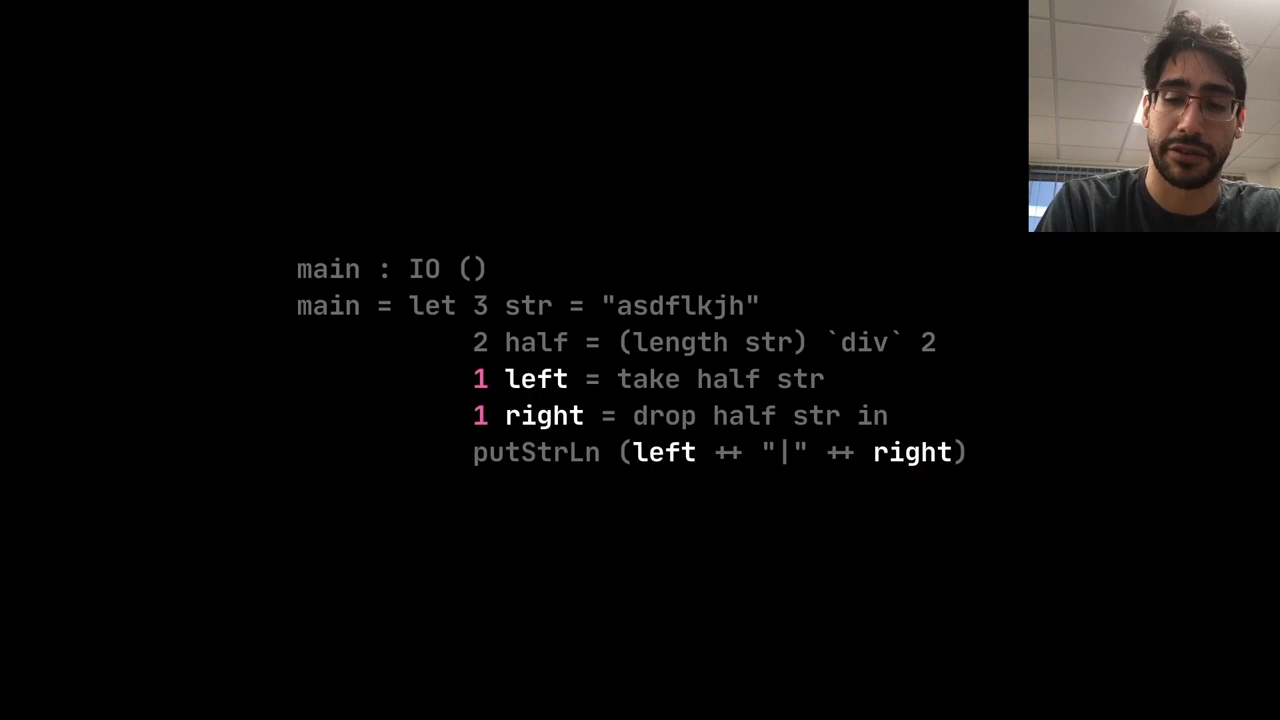 main : IO ()
main = let 3 str = "asdflkjh"
2 half = (length str) `div` 2
1 left = take half str
1 right = drop half str in
putStrLn (left ++ "|" ++ right)